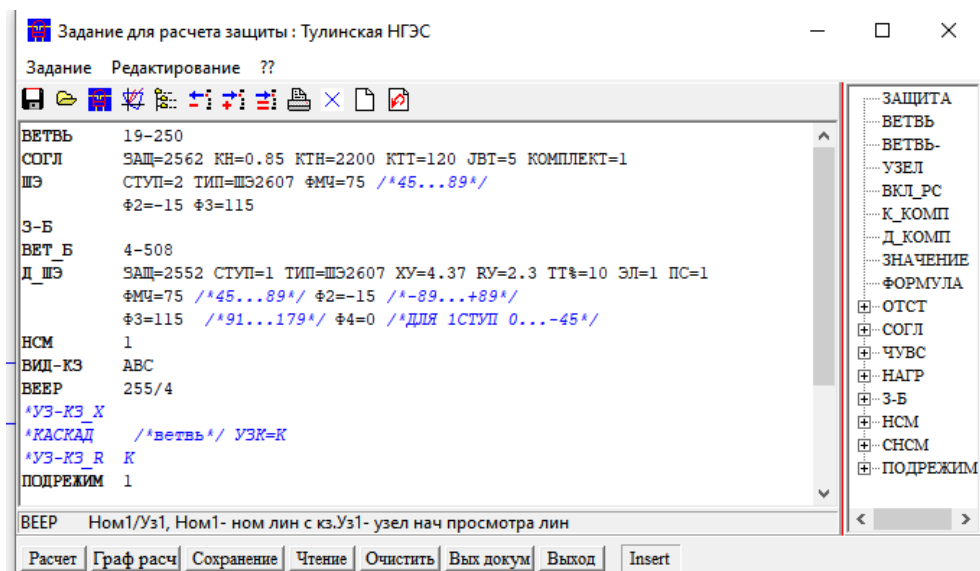 Задание для расчета защиты : Тулинская НГЭС
Задание Редактирование ??
ВЕТВЬ 19-250
СОГЛ ЗАЩ=2562 КН=0.85 КТН=2200 КТТ=120 JВТ=5 КОМПЛЕКТ=1
ШЭ СТУП=2 ТИП=ШЭ2607 ФМЧ=75 /*45...89*/
Ф2=-15 Ф3=115
З-Б
ВЕТ_Б 4-508
Д_ШЭ ЗАЩ=2552 СТУП=1 ТИП=ШЭ2607 XУ=4.37 RУ=2.3 ТТ%=10 ЭЛ=1 ПС=1
ФМЧ=75 /*45...89*/ Ф2=-15 /*-89...+89*/
Ф3=115 /*91...179*/ Ф4=0 /*ДЛЯ 1СТУП 0...-45*/
НСМ 1
ВИД-КЗ АВС
ВЕЕР 255/4
*УЗ-КЗ_X
*КАСКАД /*ветвь*/ УЗК=К
*УЗ-КЗ_R К
ПОДРЕЖИМ 1
ВЕЕР Ном1/Уз1, Ном1- ном лин с кз.Уз1- узел нач просмотра лин
Расчет Граф расч Сохранение Чтение Очистить Вых докум Выход Insert
ЗАЩИТА
ВЕТВЬ
ВЕТВЬ-
УЗЕЛ
ВКЛ_РС
К_КОМП
Д_КОМП
ЗНАЧЕНИЕ
ФОРМУЛА
ОТСТ
СОГЛ
ЧУВС
НАГР
З-Б
НСМ
СНСМ
ПОДРЕЖИМ